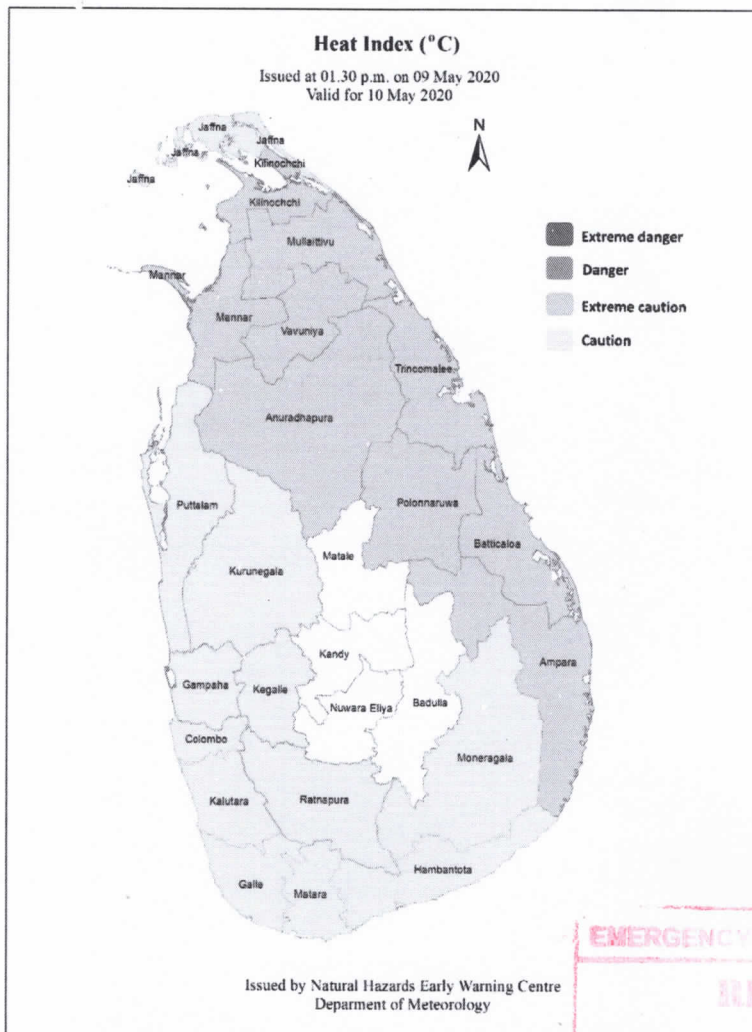 Heat Index (°C)
Issued at 01.30 p.m. on 09 May 2020
Valid for 10 May 2020
N
Jaffna
Jaffna
Jaffna
Kilinochchi
Jaffna
Kilinochchi
Mullaittivu
Extreme danger
Danger
Extreme caution
Caution
Mannar
Mannar
Vavuniya
Trincomalee
Anuradhapura
Puttalam
Polonnaruwa
Batticaloa
Matale
Kurunegala
Kandy
Ampara
Gampaha
Kegalle
Nuwara Eliya
Badulla
Colombo
Moneragala
Kalutara
Ratnapura
Hambantota
Galle
Matara
EMERGENCY
Issued by Natural Hazards Early Warning Centre
Deparment of Meteorology